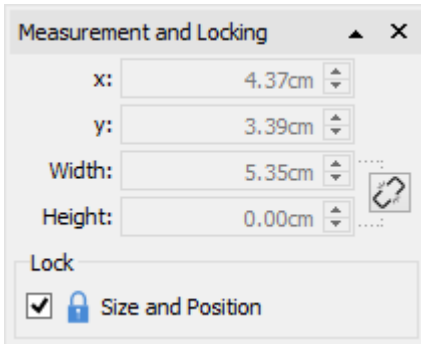 Measurement and Locking
x: 4.37cm
y: 3.39cm
Width: 5.35cm
Height: 0.00cm
Lock
Size and Position